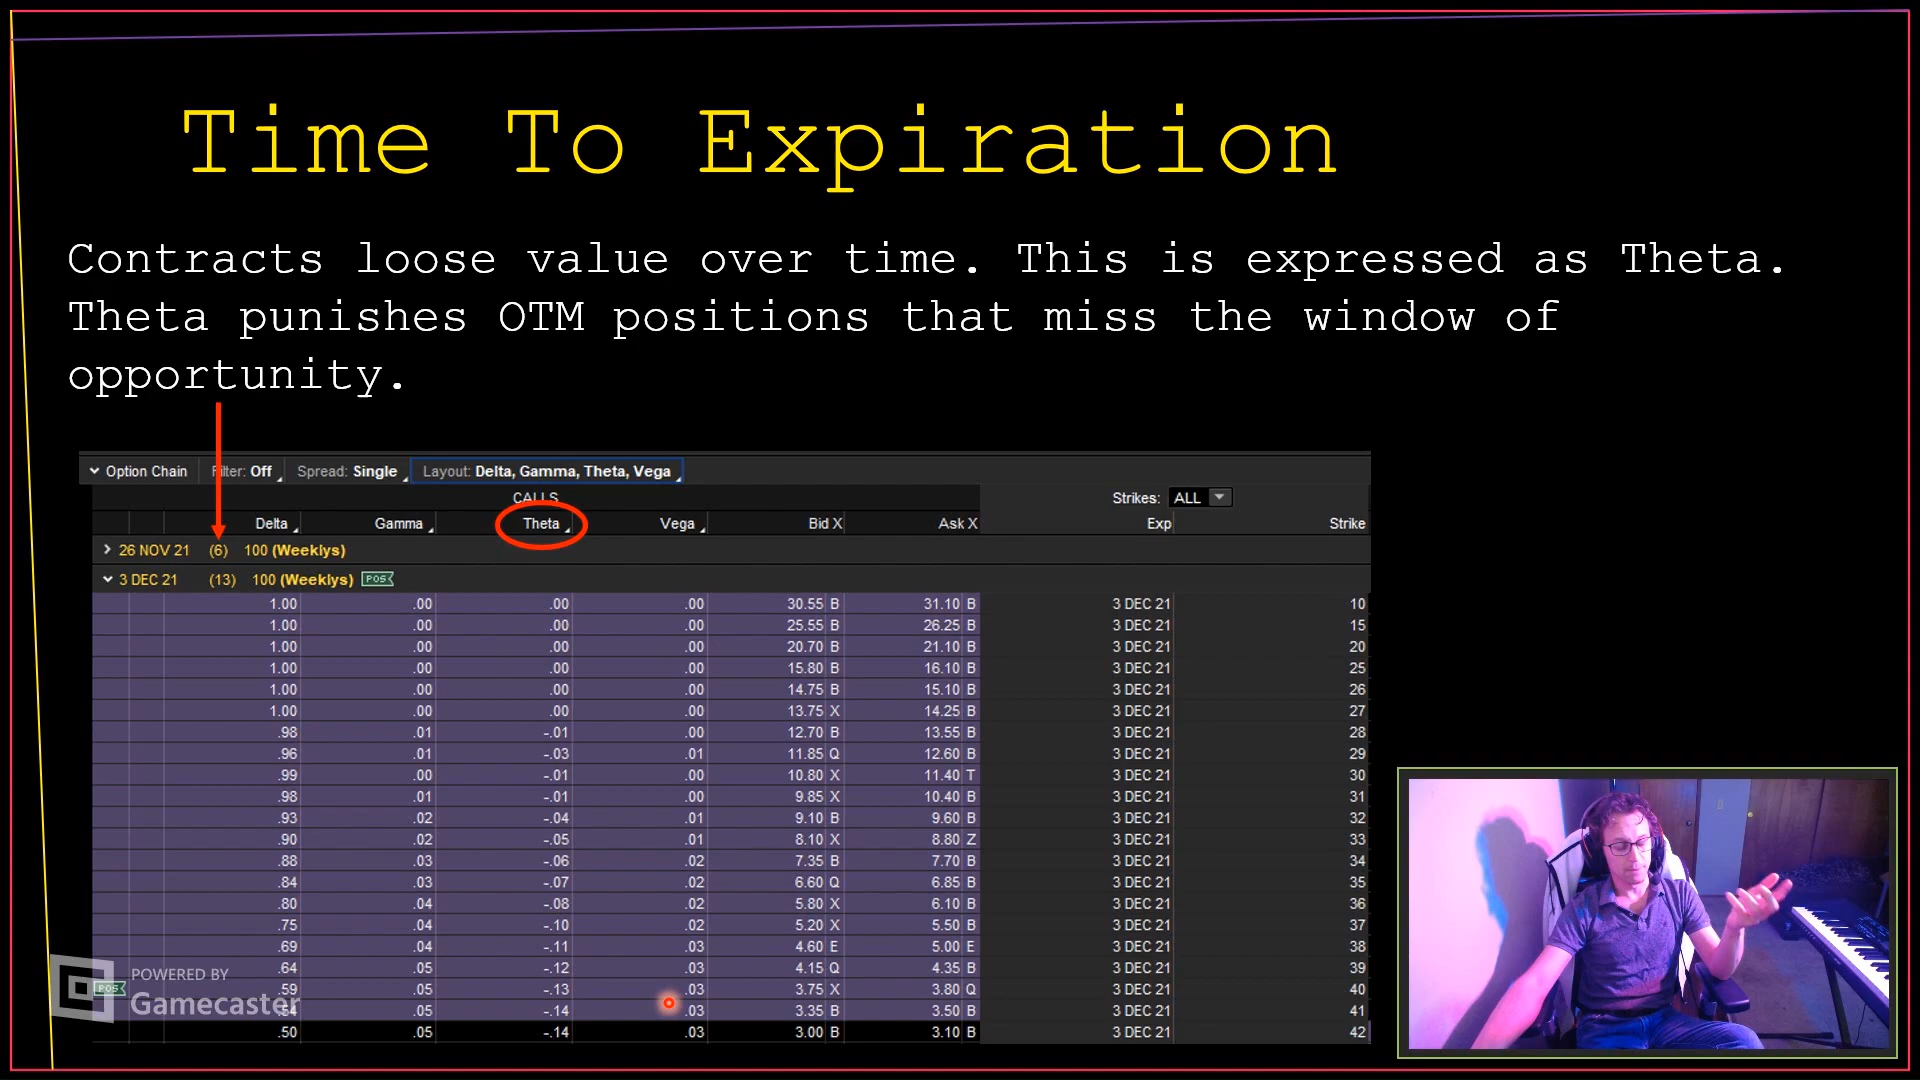 Time To Expiration
Contracts loose value over time. This is expressed as Theta.
Theta punishes OTM positions that miss the window of
opportunity.
Option Chain Filter: Off Spread: Single Layout: Delta, Gamma, Theta, Vega
CALLS Strikes: ALL
Delta Gamma Theta Vega Bid X Ask X Exp Strike
26 NOV 21 (6) 100 (Weeklys)
3 DEC 21 (13) 100 (Weeklys) POS
1.00 .00 .00 .00 30.55 B 31.10 B 3 DEC 21 10
1.00 .00 .00 .00 25.55 B 26.25 B 3 DEC 21 15
1.00 .00 .00 .00 20.70 B 21.10 B 3 DEC 21 20
1.00 .00 .00 .00 15.80 B 16.10 B 3 DEC 21 25
1.00 .00 .00 .00 14.75 B 15.10 B 3 DEC 21 26
1.00 .00 .00 .00 13.75 X 14.25 B 3 DEC 21 27
.98 .01 -.01 .00 12.70 B 13.55 B 3 DEC 21 28
.96 .01 -.03 .01 11.85 Q 12.60 B 3 DEC 21 29
.99 .00 -.01 .00 10.80 X 11.40 T 3 DEC 21 30
.98 .01 -.01 .00 9.85 X 10.40 B 3 DEC 21 31
.93 .02 -.04 .01 9.10 B 9.60 B 3 DEC 21 32
.90 .02 -.05 .01 8.10 X 8.80 Z 3 DEC 21 33
.88 .03 -.06 .02 7.35 B 7.70 B 3 DEC 21 34
.84 .03 -.07 .02 6.60 Q 6.85 B 3 DEC 21 35
.80 .04 -.08 .02 5.80 X 6.10 B 3 DEC 21 36
.75 .04 -.10 .02 5.20 X 5.50 B 3 DEC 21 37
.69 .04 -.11 .03 4.60 E 5.00 E 3 DEC 21 38
.64 .05 -.12 .03 4.15 Q 4.35 B 3 DEC 21 39
POS .59 .05 -.13 .03 3.75 X 3.80 Q 3 DEC 21 40
.54 .05 -.14 .03 3.35 B 3.50 B 3 DEC 21 41
.50 .05 -.14 .03 3.00 B 3.10 B 3 DEC 21 42
POWERED BY
Gamecaster